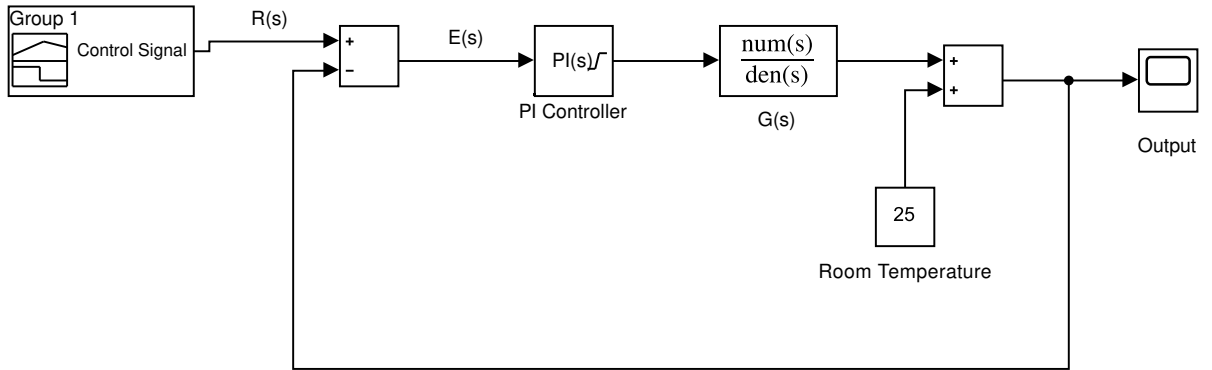 Group 1
Control Signal
R(s)
+
−
E(s)
PI(s)
PI Controller
num(s)
den(s)
G(s)
+
+
25
Room Temperature
Output